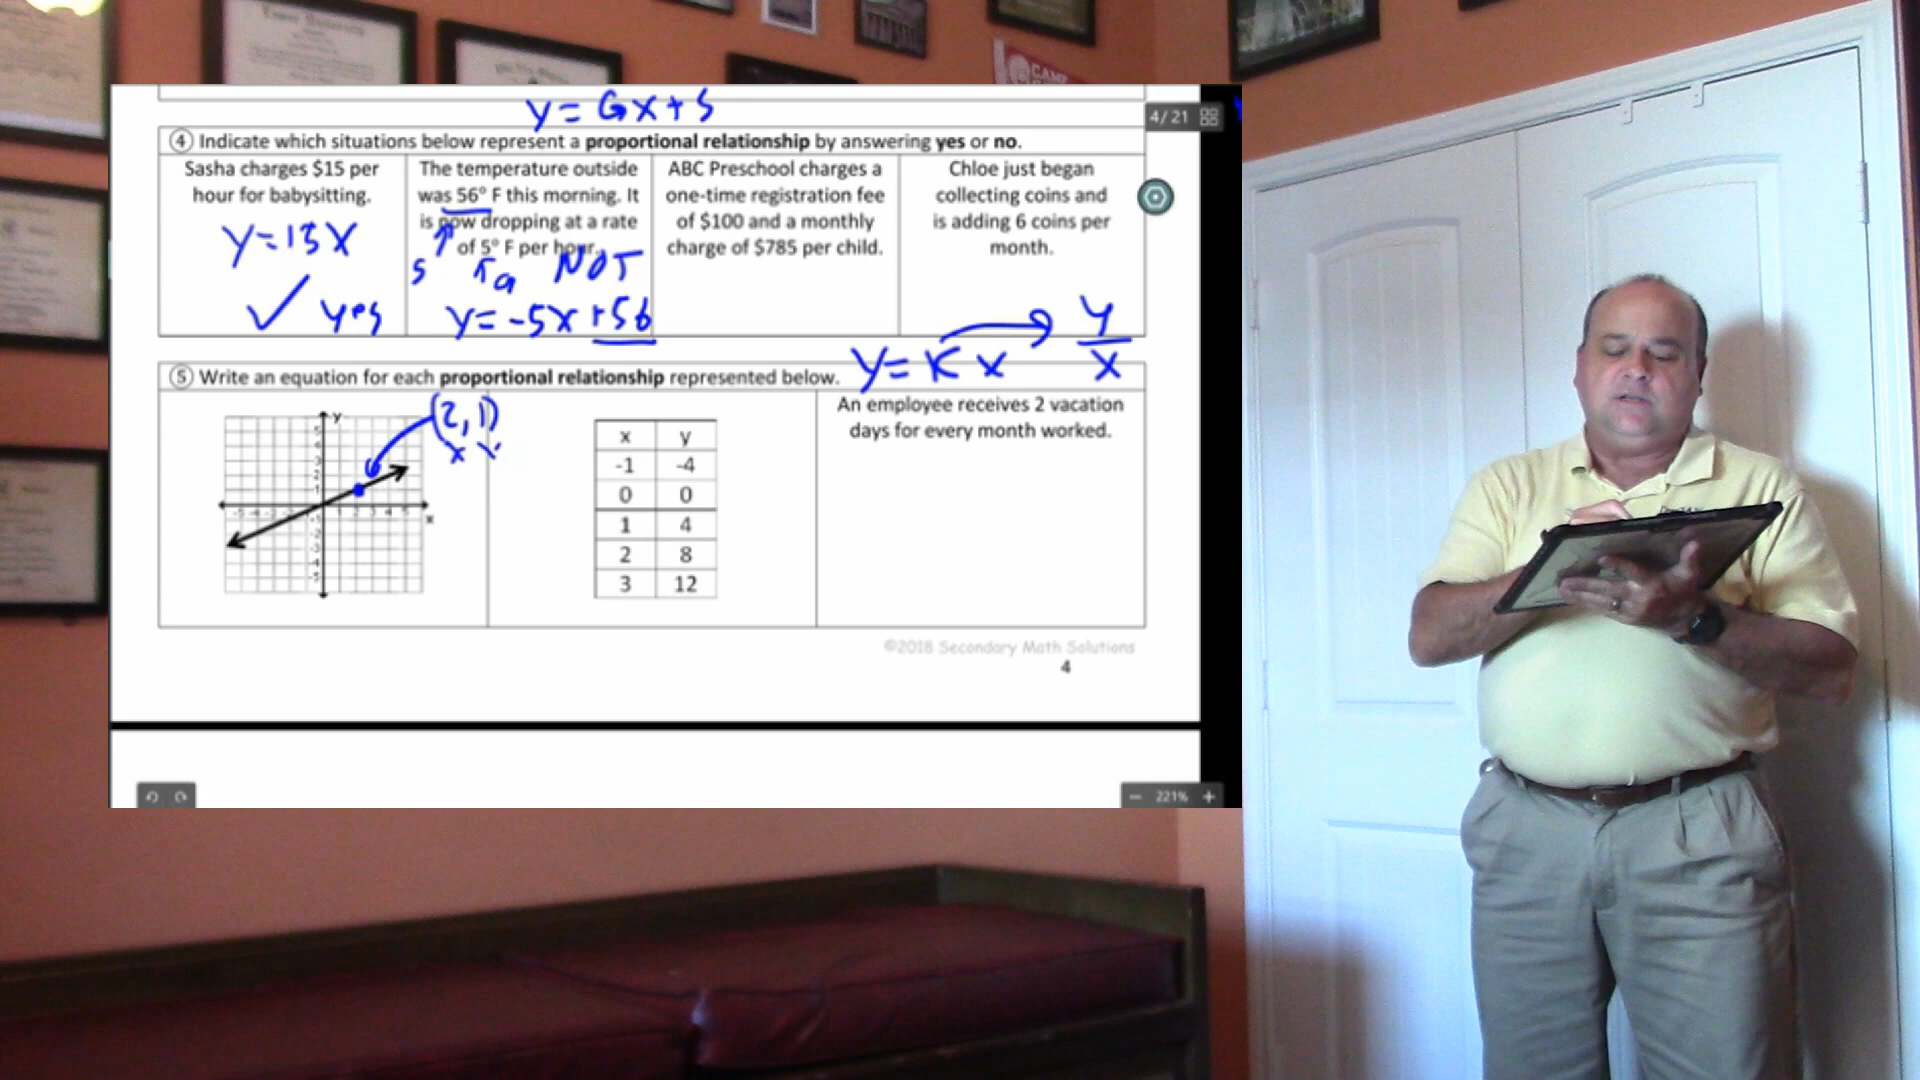 CAMP
y = Gx + S
4 / 21
④ Indicate which situations below represent a proportional relationship by answering yes or no.
Sasha charges $15 per
hour for babysitting.
y = 15x
✓ yes
The temperature outside
was 56° F this morning. It
is now dropping at a rate
of 5° F per hour.
S ↑ ↑ a NOT
y = -5x + 56
ABC Preschool charges a
one-time registration fee
of $100 and a monthly
charge of $785 per child.
Chloe just began
collecting coins and
is adding 6 coins per
month.
⑤ Write an equation for each proportional relationship represented below.
y = K x
y
x
(2, 1)
x y
y
x
x y
-1 -4
0 0
1 4
2 8
3 12
An employee receives 2 vacation
days for every month worked.
©2018 Secondary Math Solutions
4
221%